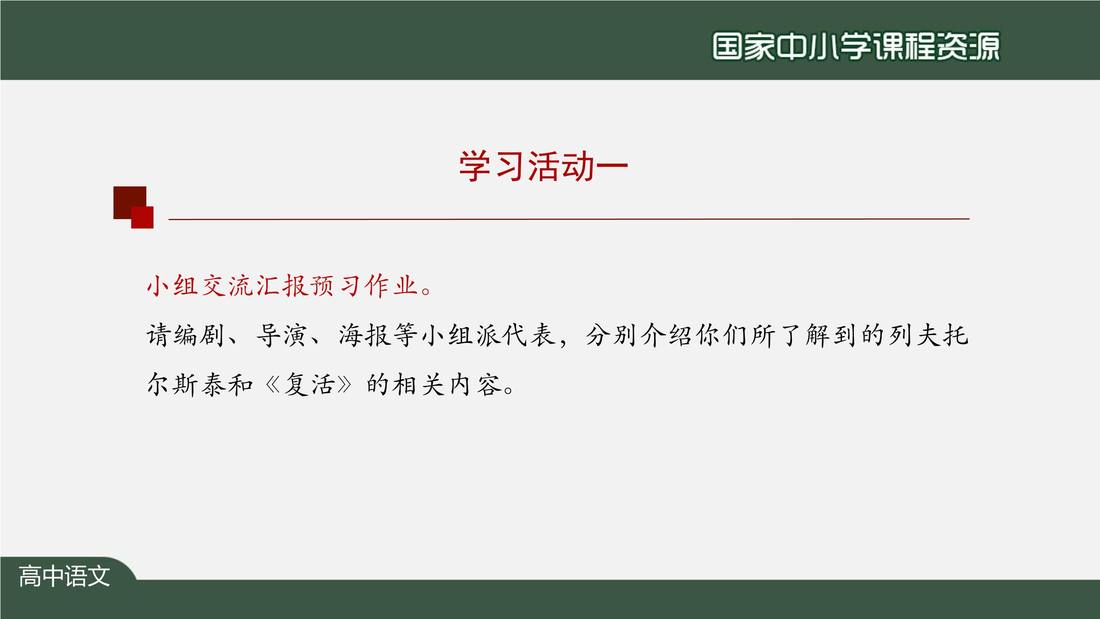 国家中小学课程资源
学习活动一
小组交流汇报预习作业。
请编剧、导演、海报等小组派代表，分别介绍你们所了解到的列夫托
尔斯泰和《复活》的相关内容。
高中语文